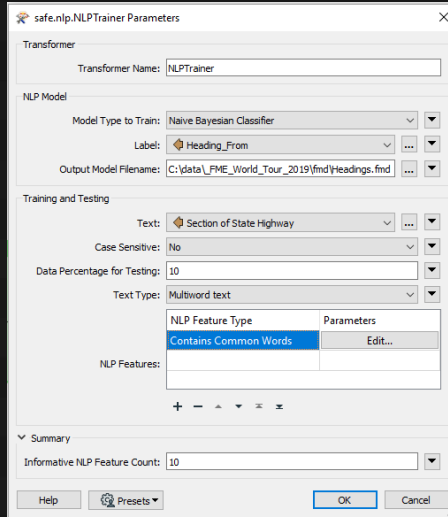 safe.nlp.NLPTrainer Parameters
Transformer
Transformer Name: NLPTrainer
NLP Model
Model Type to Train: Naive Bayesian Classifier
Label: Heading_From ...
Output Model Filename: C:\data\_FME_World_Tour_2019\fmd\Headings.fmd ...
Training and Testing
Text: Section of State Highway ...
Case Sensitive: No
Data Percentage for Testing: 10
Text Type: Multiword text
NLP Feature Type Parameters
Contains Common Words Edit...
NLP Features:
Summary
Informative NLP Feature Count: 10
Help Presets OK Cancel